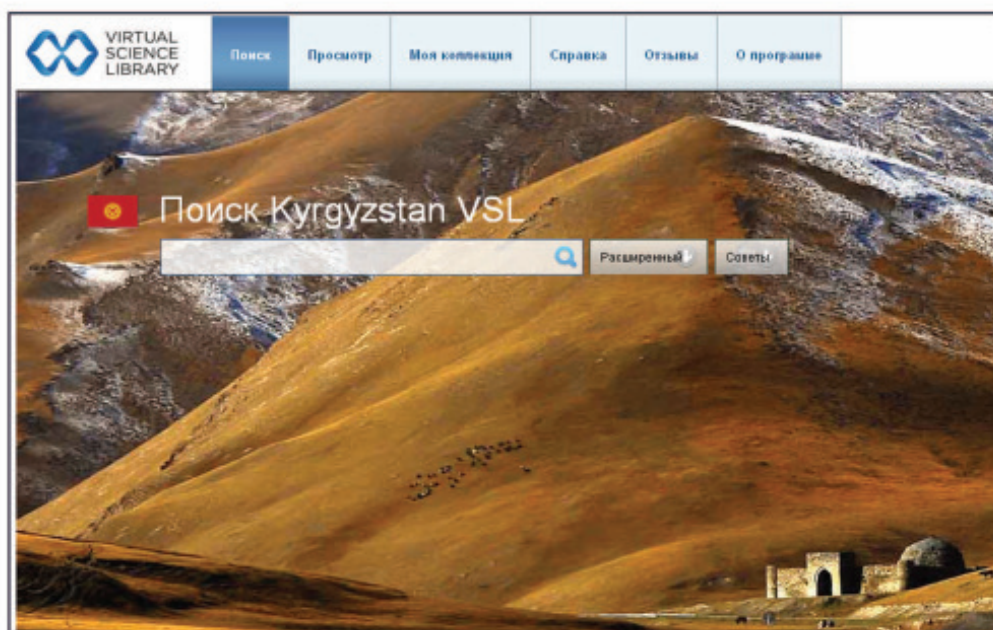 VIRTUAL
SCIENCE
LIBRARY
Поиск Просмотр Моя коллекция Справка Отзывы О программе
Поиск Kyrgyzstan VSL
Расширенный Советы